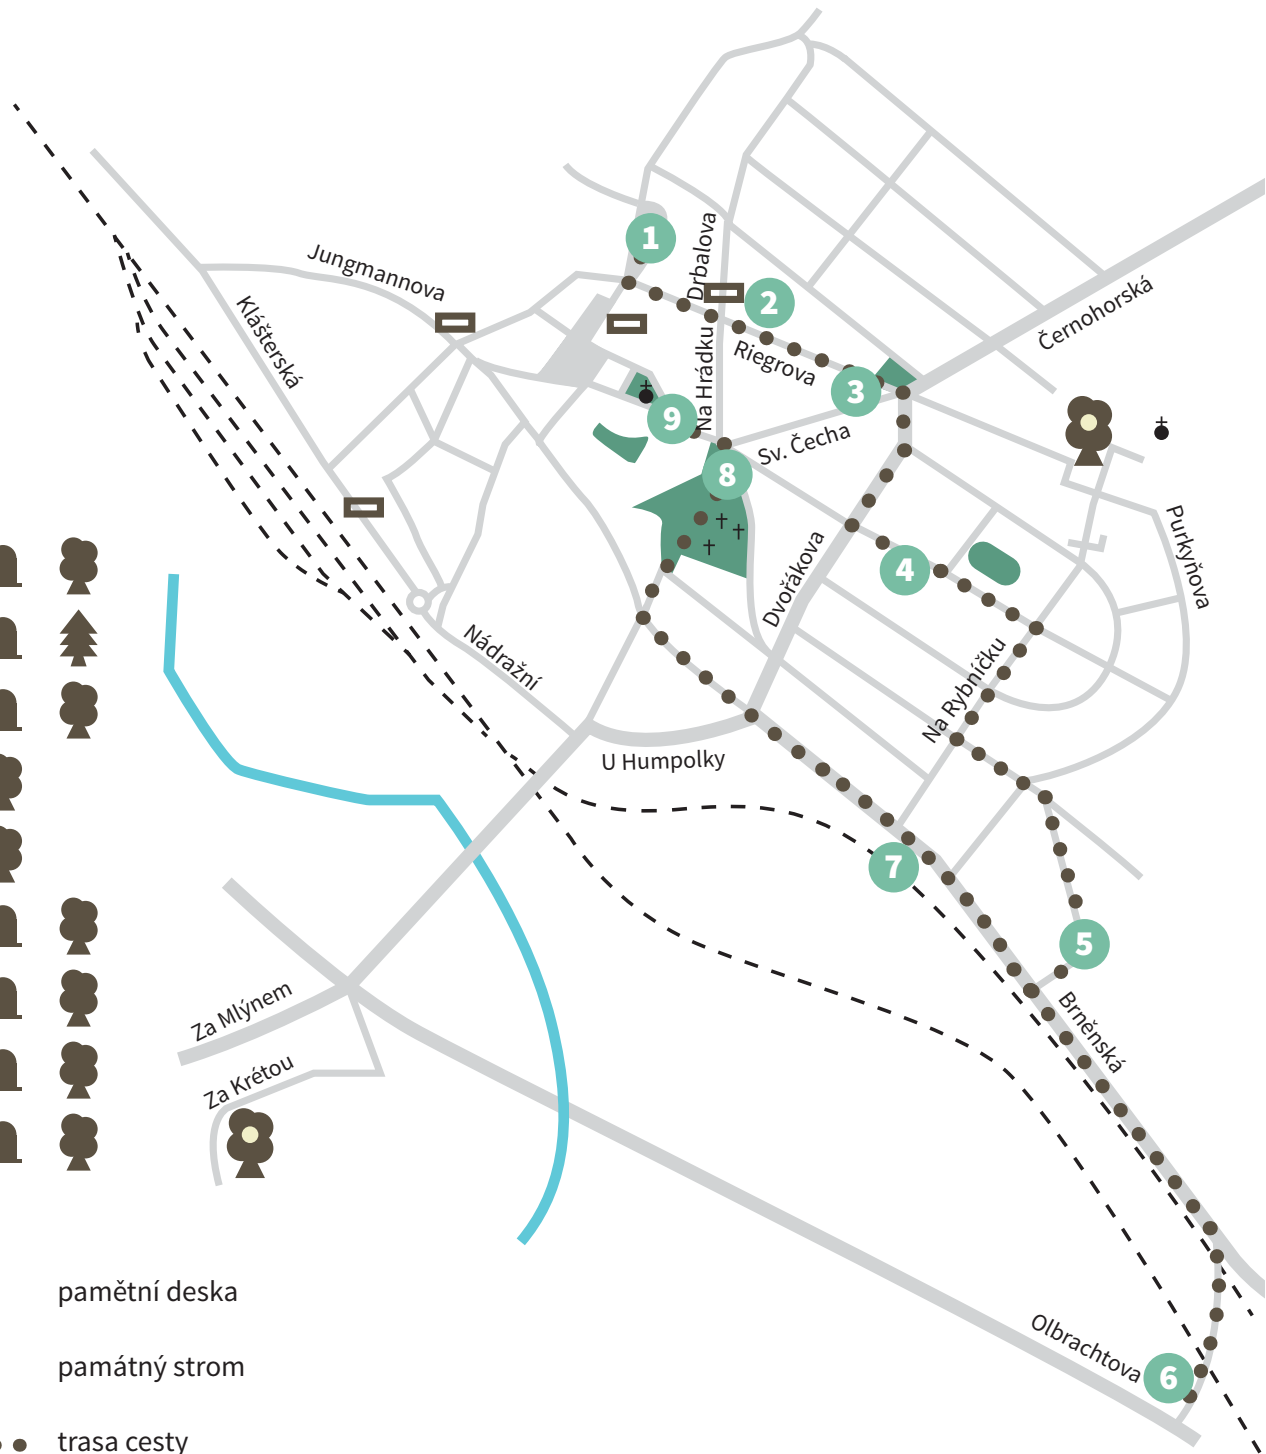 1
Drbalova
Jungmannova
2
Klášterská
Černohorská
Riegrova
Na Hrádku
3
9
Sv. Čecha
8
Purkyňova
4
Dvořákova
Nádražní
Na Rybníčku
U Humpolky
7
5
Za Mlýnem
Brněnská
Za Krétou
pamětní deska
Olbrachtova
památný strom
6
trasa cesty